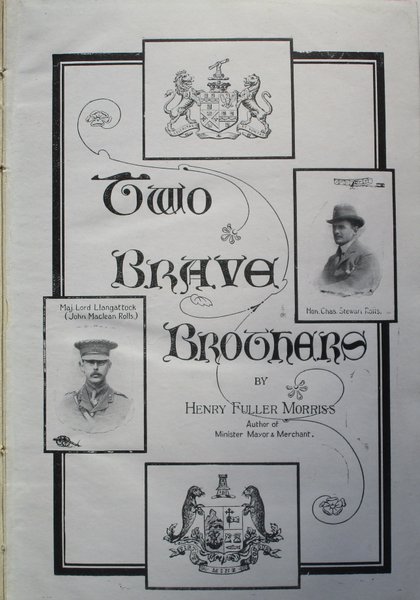 Two
Brave
Brothers
Hon. Chas. Stewart Rolls.
Maj. Lord Llangattock
(John Maclean Rolls.)
BY
HENRY FULLER MORRISS
Author of
Minister Mayor & Merchant.